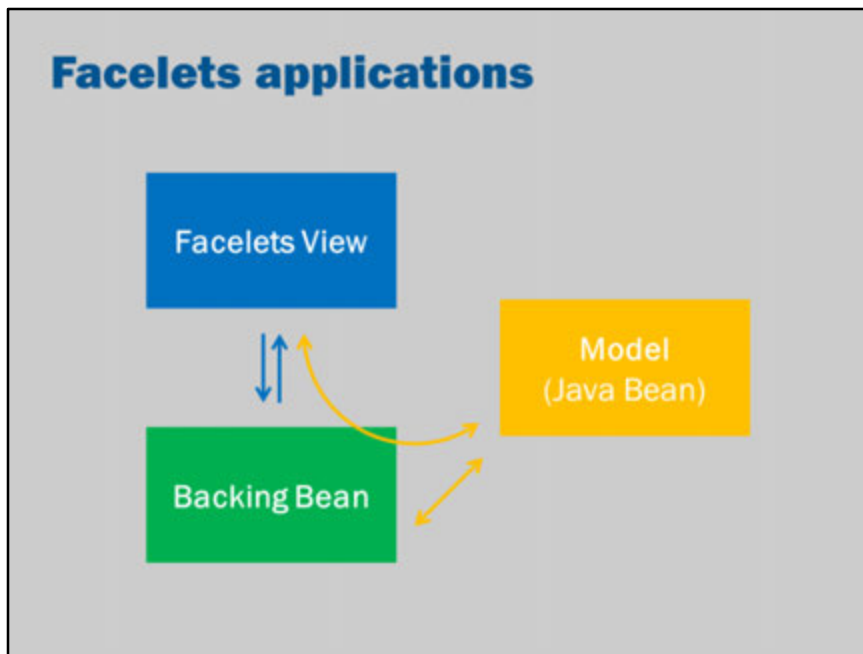 Facelets applications
Facelets View
Model
(Java Bean)
Backing Bean